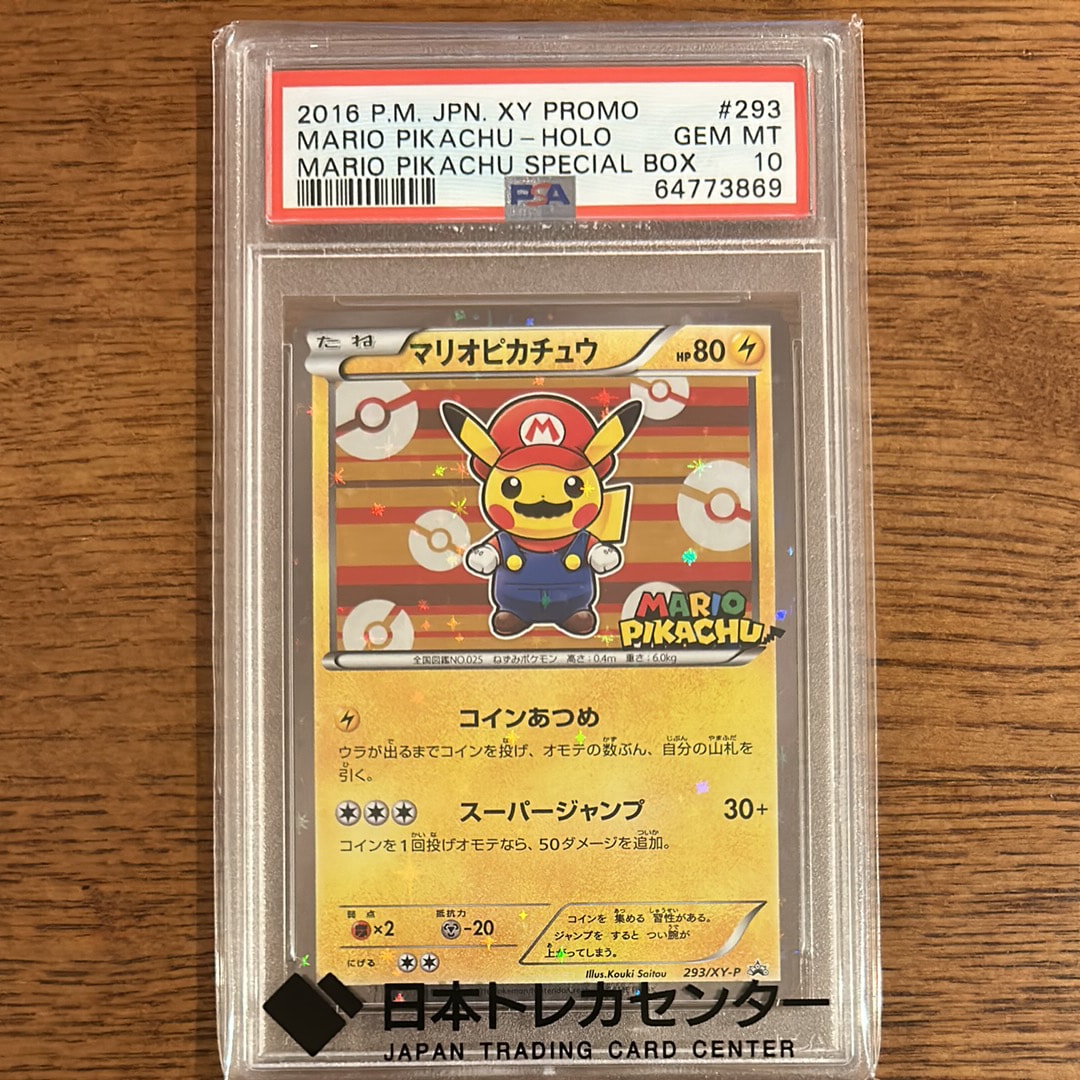 2016 P.M. JPN. XY PROMO #293
MARIO PIKACHU-HOLO GEM MT
MARIO PIKACHU SPECIAL BOX 10
PSA 64773869
たね マリオピカチュウ HP80
M
MARIO
PIKACHU
全国図鑑NO.025 ねずみポケモン 高さ:0.4m 重さ:6.0kg
コインあつめ
ウラが出るまでコインを投げ、オモテの数ぶん、自分の山札を
引く。
スーパージャンプ 30+
コインを1回投げオモテなら、50ダメージを追加。
弱点 抵抗力
×2 -20
にげる
コインを 集める 習性がある。
ジャンプを すると つい腕が
上がってしまう。
Illus.Kouki Saitou 293/XY-P
日本トレカセンター
JAPAN TRADING CARD CENTER